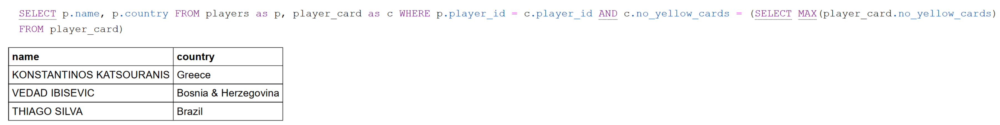 SELECT p.name, p.country FROM players as p, player_card as c WHERE p.player_id = c.player_id AND c.no_yellow_cards = (SELECT MAX(player_card.no_yellow_cards)
FROM player_card)
name country
KONSTANTINOS KATSOURANIS Greece
VEDAD IBISEVIC Bosnia & Herzegovina
THIAGO SILVA Brazil